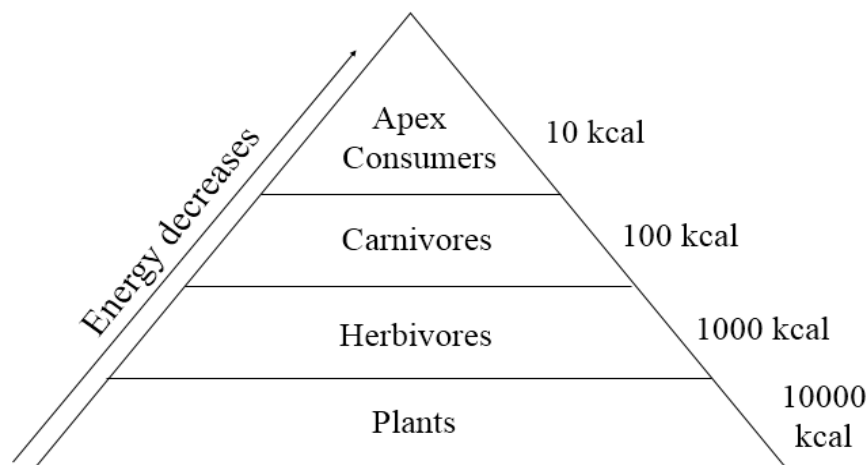 Energy decreases
Apex
Consumers
10 kcal
Carnivores
100 kcal
Herbivores
1000 kcal
Plants
10000
kcal